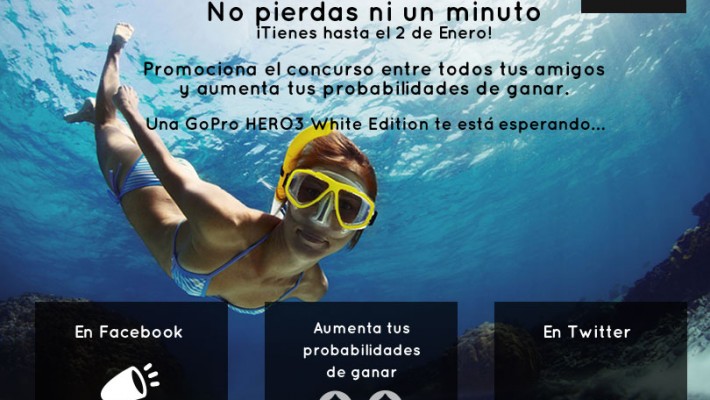 No pierdas ni un minuto
¡Tienes hasta el 2 de Enero!
Promociona el concurso entre todos tus amigos
y aumenta tus probabilidades de ganar.
Una GoPro HERO3 White Edition te está esperando...
En Facebook
Aumenta tus
probabilidades
de ganar
En Twitter